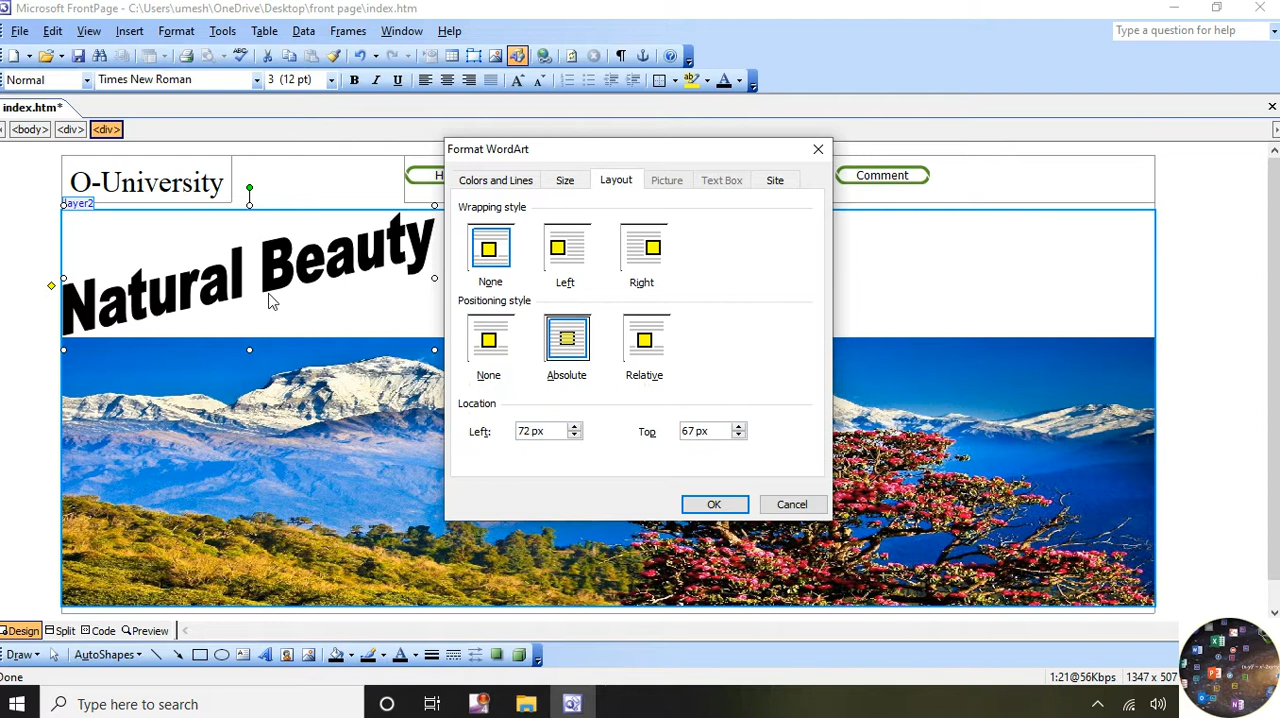 Microsoft FrontPage - C:\Users\umesh\OneDrive\Desktop\front page\index.htm
File Edit View Insert Format Tools Table Data Frames Window Help
Type a question for help
Normal Times New Roman 3 (12 pt) B I U
index.htm*
<body> <div> <div>
O-University
H
Comment
layer2
Natural Beauty
Format WordArt
Colors and Lines Size Layout Picture Text Box Site
Wrapping style
None Left Right
Positioning style
None Absolute Relative
Location
Left: 72 px Top 67 px
OK Cancel
Design Split Code Preview
Draw AutoShapes
Done
1:21@56Kbps 1347 x 507
Type here to search